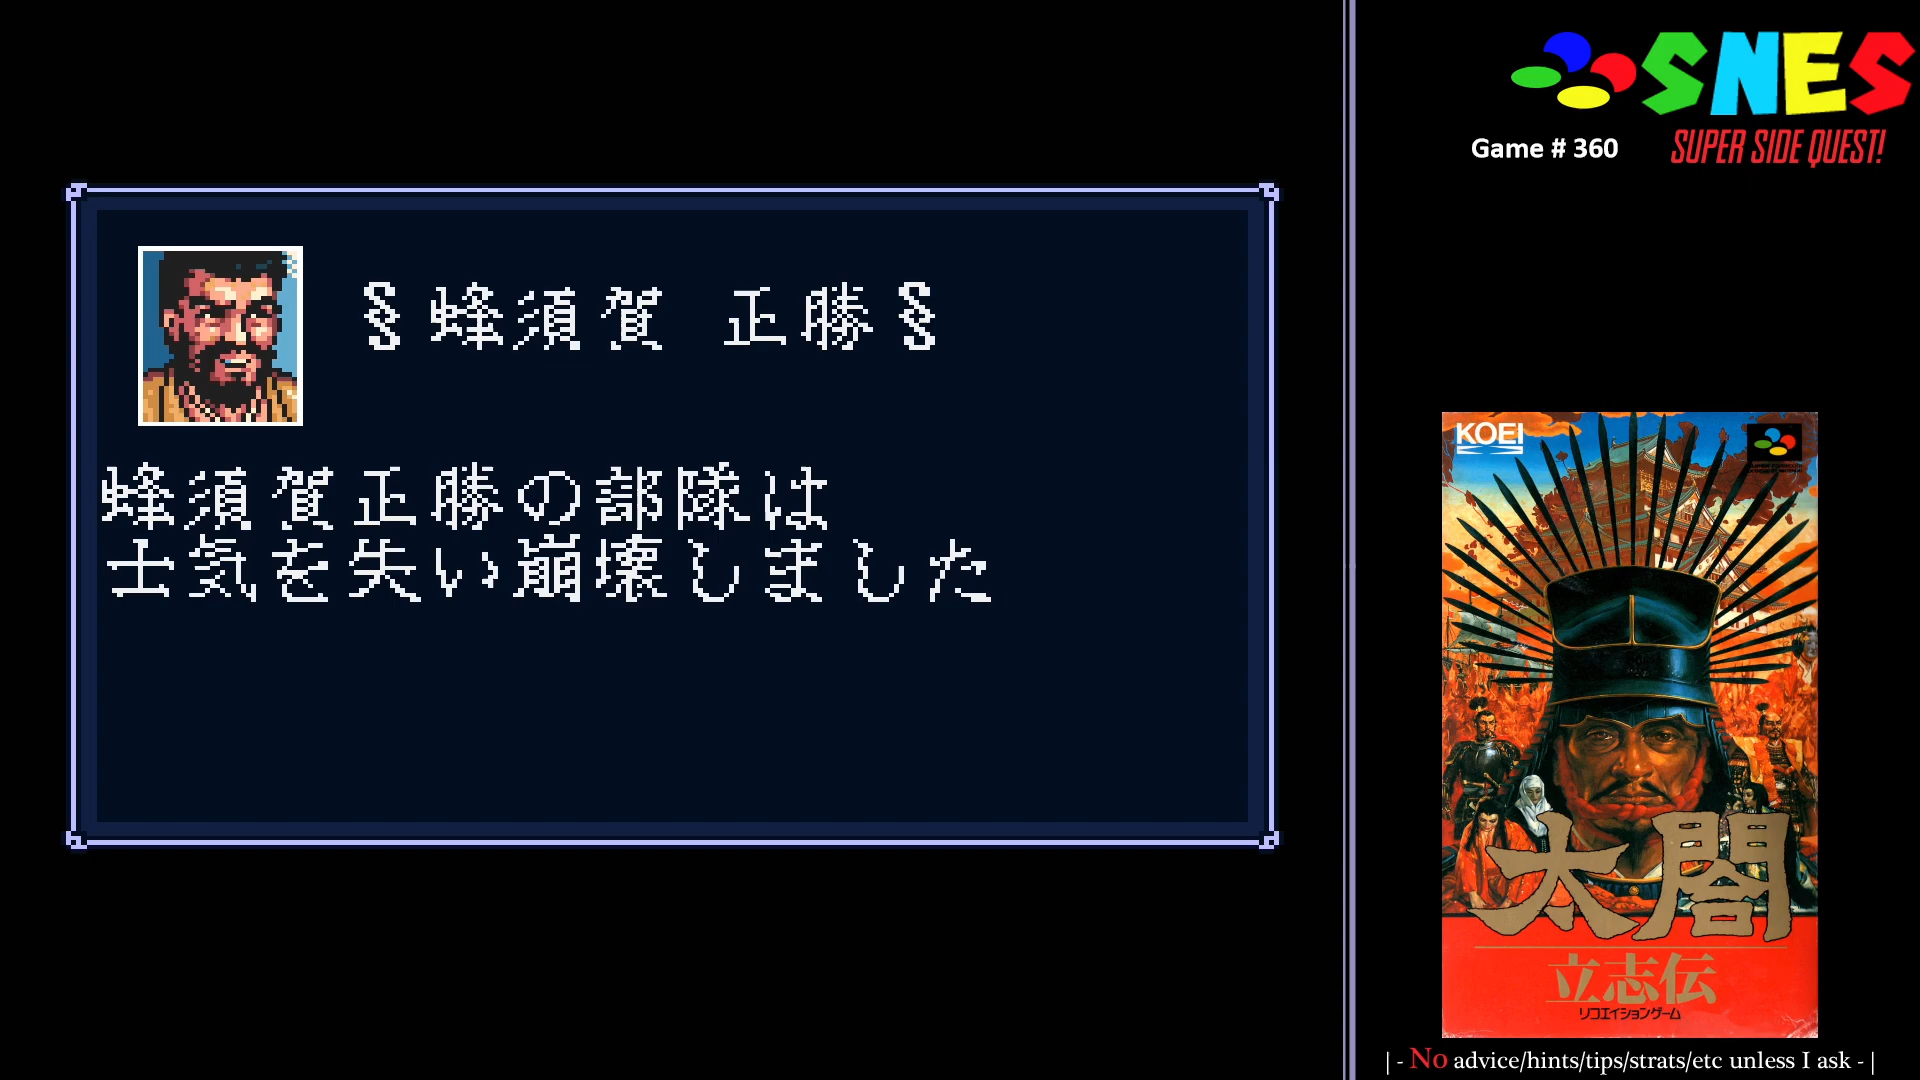 §蜂須賀 正勝§
蜂須賀正勝の部隊は
士気を失い崩壊しました
SNES
Game # 360
SUPER SIDE QUEST!
KOEI
太閤
立志伝
リコエイションゲーム
|- No advice/hints/tips/strats/etc unless I ask -|